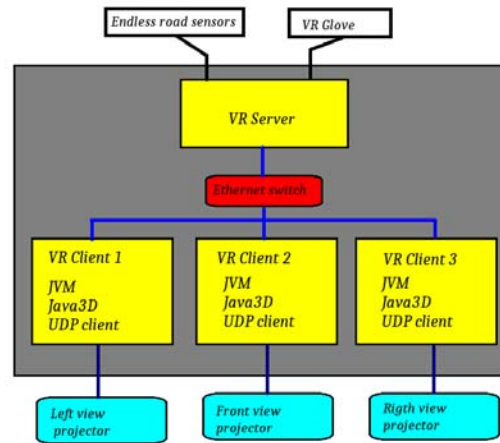 Endless road sensors
VR Glove
VR Server
Ethernet switch
VR Client 1
JVM
Java3D
UDP client
VR Client 2
JVM
Java3D
UDP client
VR Client 3
JVM
Java3D
UDP client
Left view
projector
Front view
projector
Rigth view
projector